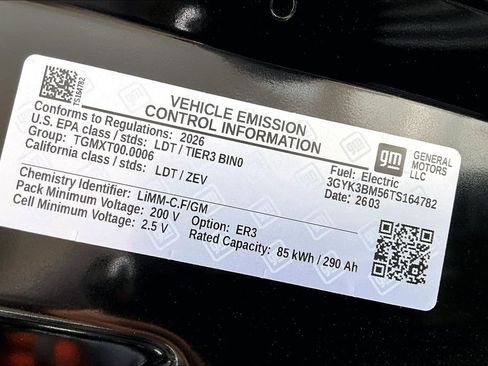 TS164782
VEHICLE EMISSION
CONTROL INFORMATION
Conforms to Regulations: 2026
U.S. EPA class / stds: LDT / TIER3 BIN0
Group: TGMXT00.0006
California class / stds: LDT / ZEV
gm
GENERAL
MOTORS
LLC
Fuel: Electric
3GYK3BM56TS164782
Date: 2603
Chemistry Identifier: LiMM-C.F/GM
Pack Minimum Voltage: 200 V
Cell Minimum Voltage: 2.5 V
Option: ER3
Rated Capacity: 85 kWh / 290 Ah